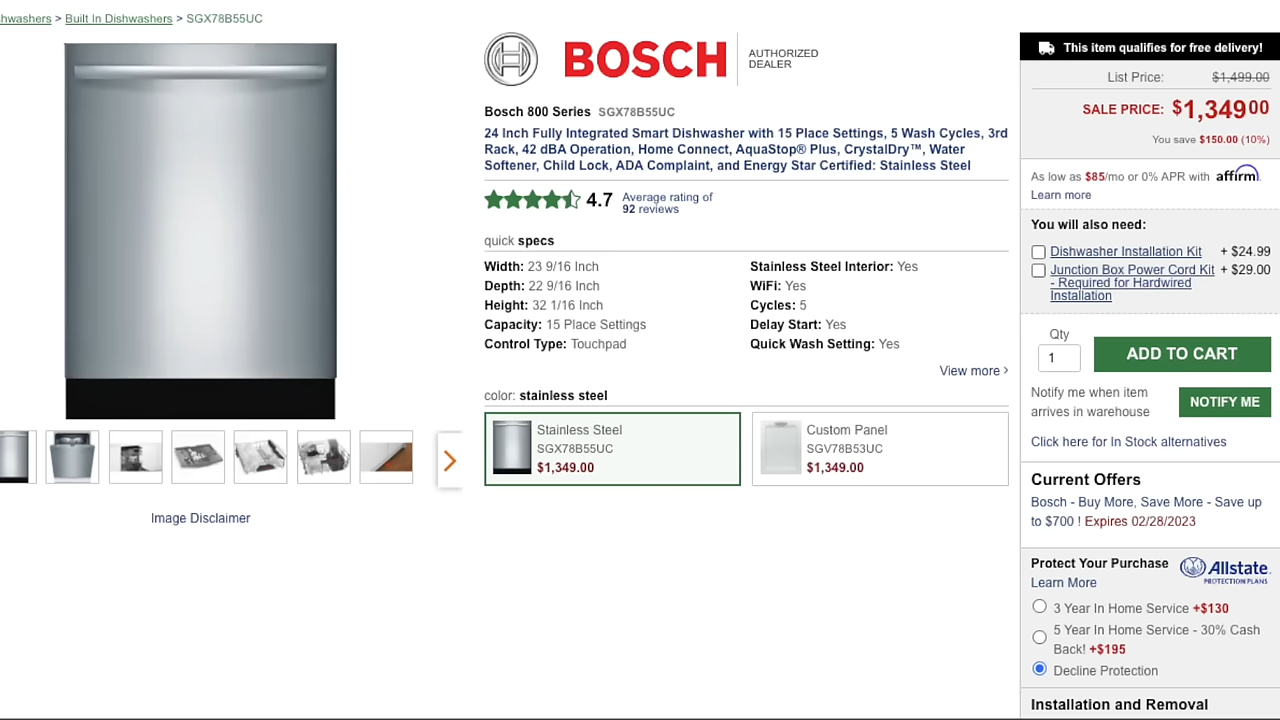 hwashers > Built In Dishwashers > SGX78B55UC
BOSCH
AUTHORIZED
DEALER
Bosch 800 Series SGX78B55UC
24 Inch Fully Integrated Smart Dishwasher with 15 Place Settings, 5 Wash Cycles, 3rd
Rack, 42 dBA Operation, Home Connect, AquaStop® Plus, CrystalDry™, Water
Softener, Child Lock, ADA Complaint, and Energy Star Certified: Stainless Steel
4.7 Average rating of
92 reviews
quick specs
Width: 23 9/16 Inch
Depth: 22 9/16 Inch
Height: 32 1/16 Inch
Capacity: 15 Place Settings
Control Type: Touchpad
Stainless Steel Interior: Yes
WiFi: Yes
Cycles: 5
Delay Start: Yes
Quick Wash Setting: Yes
View more ›
color: stainless steel
Stainless Steel
SGX78B55UC
$1,349.00
Custom Panel
SGV78B53UC
$1,349.00
Image Disclaimer
This item qualifies for free delivery!
List Price: $1,499.00
SALE PRICE: $1,34900
You save $150.00 (10%)
As low as $85/mo or 0% APR with affirm.
Learn more
You will also need:
Dishwasher Installation Kit + $24.99
Junction Box Power Cord Kit + $29.00
- Required for Hardwired
Installation
Qty
1 ADD TO CART
Notify me when item
arrives in warehouse
NOTIFY ME
Click here for In Stock alternatives
Current Offers
Bosch - Buy More, Save More - Save up
to $700 ! Expires 02/28/2023
Protect Your Purchase
Learn More
Allstate.
PROTECTION PLANS
3 Year In Home Service +$130
5 Year In Home Service - 30% Cash
Back! +$195
Decline Protection
Installation and Removal